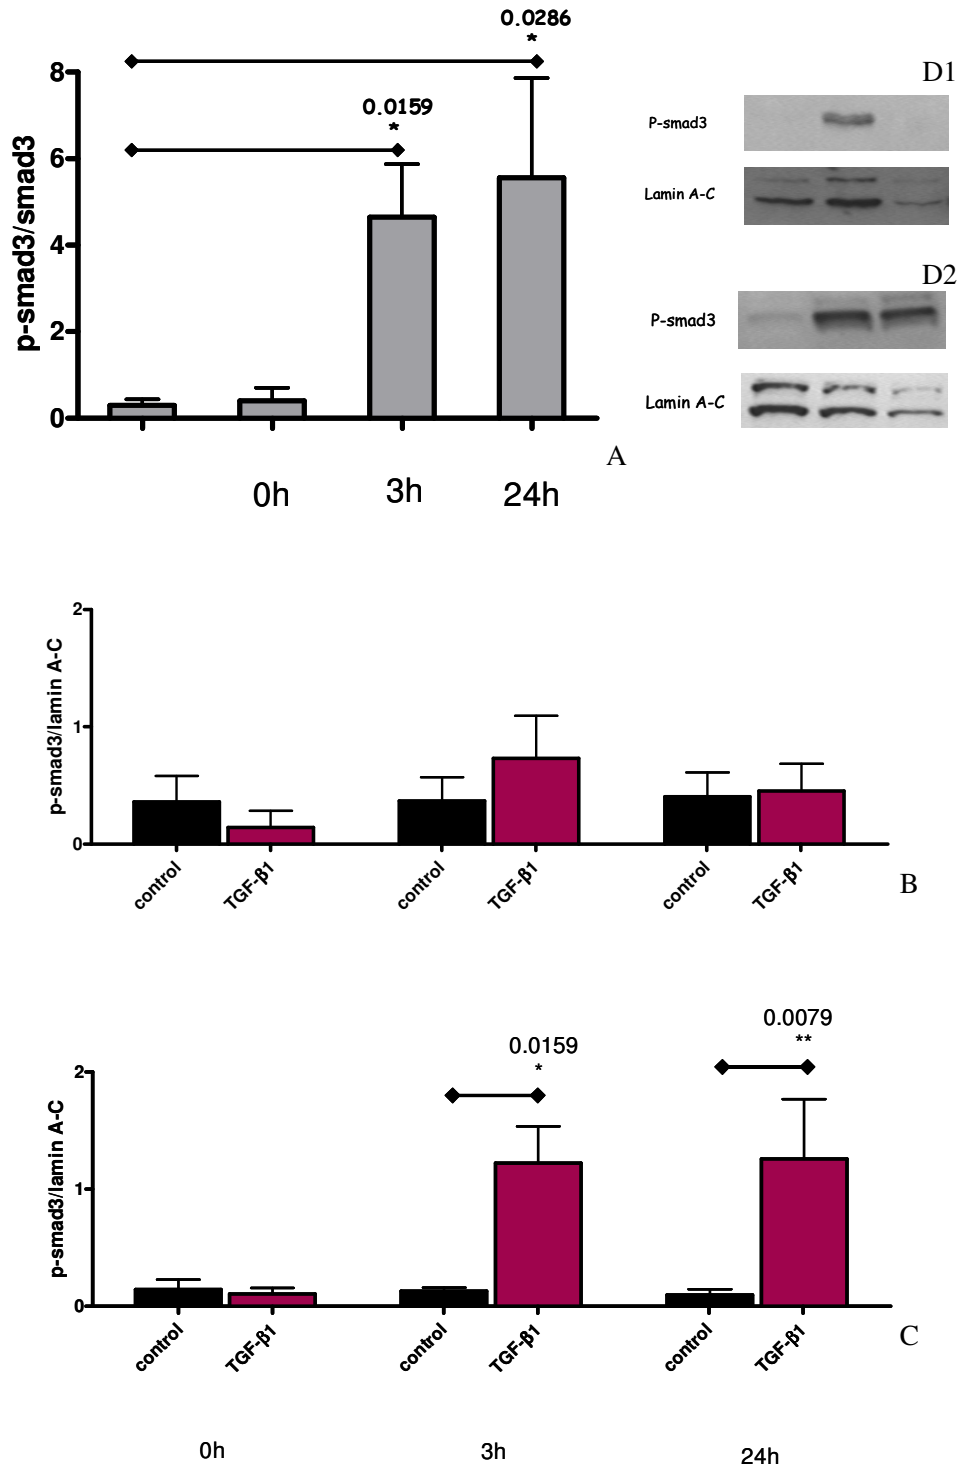 0.0286
*
8
0.0159
*
6
4
2
0
p-smad3/smad3
0h
3h
24h
A
D1
P-smad3
Lamin A-C
D2
P-smad3
Lamin A-C
2
1
0
p-smad3/lamin A-C
control
TGF-β1
control
TGF-β1
control
TGF-β1
B
0.0159
*
0.0079
**
2
1
0
p-smad3/lamin A-C
control
TGF-β1
control
TGF-β1
control
TGF-β1
C
0h
3h
24h